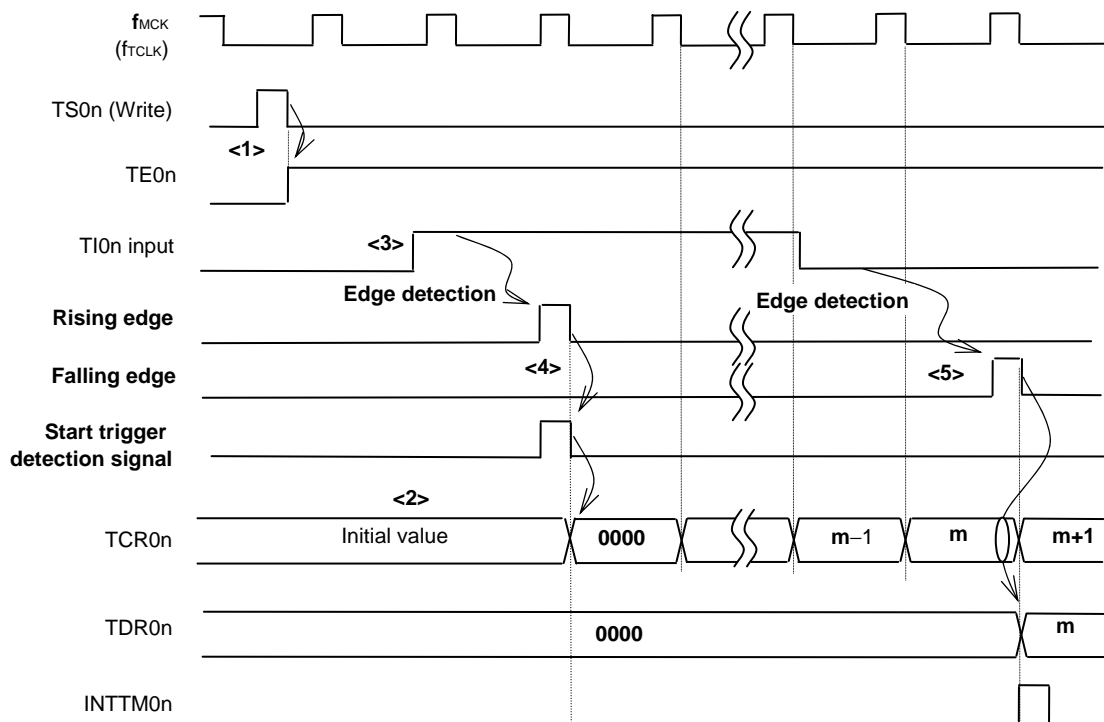 fMCK
(fTCLK)
TS0n (Write)
<1>
TE0n
TI0n input
<3>
Edge detection
Edge detection
Rising edge
<4>
Falling edge
<5>
Start trigger
detection signal
<2>
TCR0n
Initial value
0000
m−1
m
m+1
TDR0n
0000
m
INTTM0n